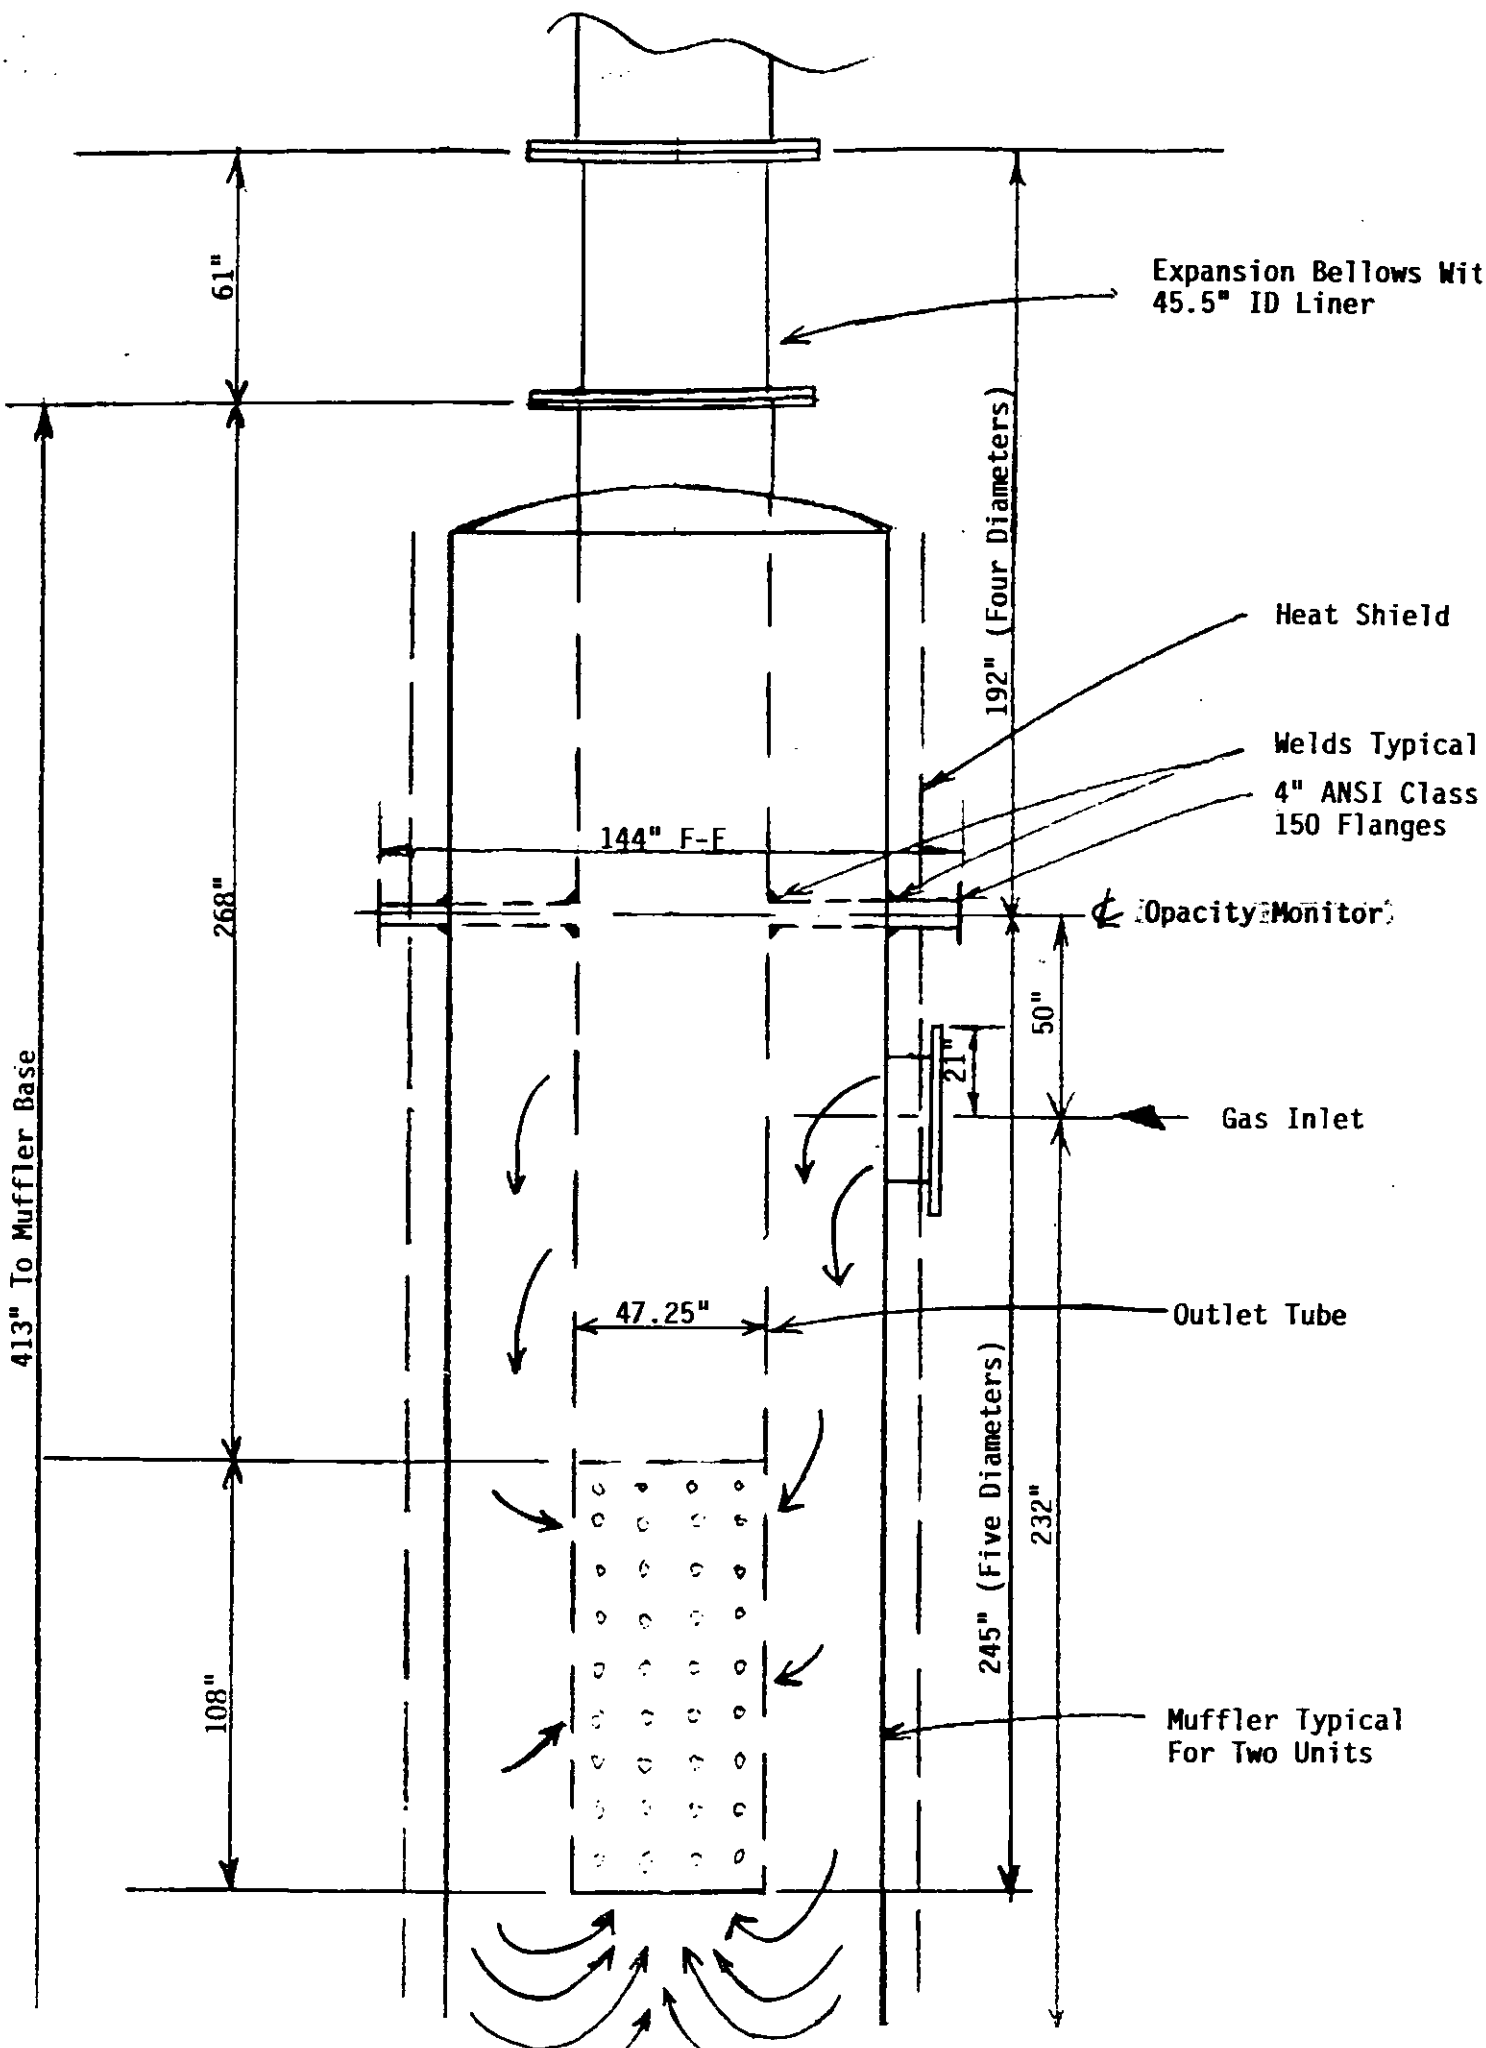 61"
Expansion Bellows Wit
45.5" ID Liner
192" (Four Diameters)
Heat Shield
Welds Typical
4" ANSI Class
150 Flanges
144" F-F
268"
℄ Opacity Monitor
50"
21"
Gas Inlet
413" To Muffler Base
47.25"
Outlet Tube
245" (Five Diameters)
232"
108"
Muffler Typical
For Two Units